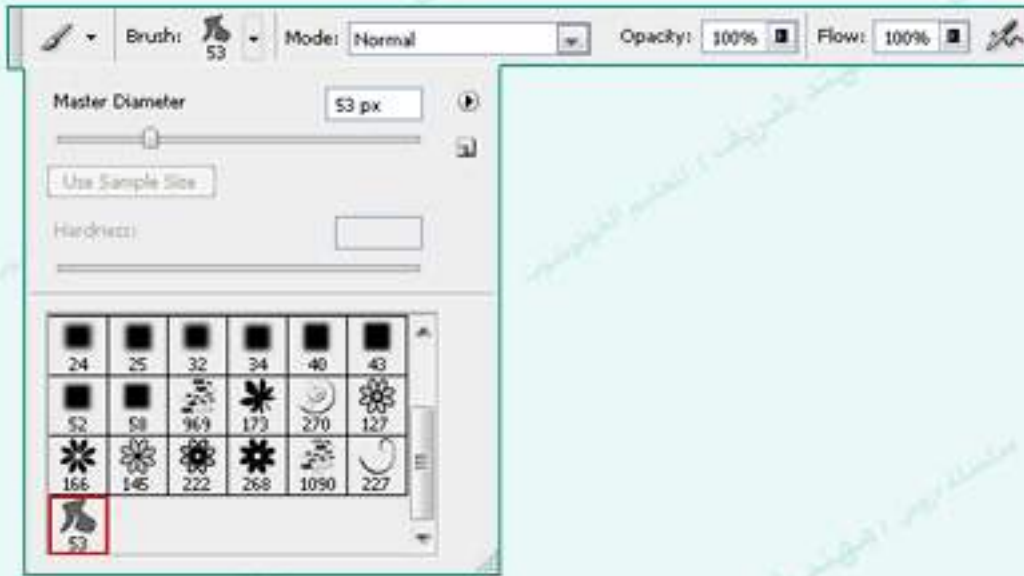 Brush: 53 Mode: Normal Opacity: 100% Flow: 100%
Master Diameter 53 px
Use Sample Size
Hardness:
24 25 32 34 40 43
52 58 969 173 270 127
166 145 222 268 1090 227
53